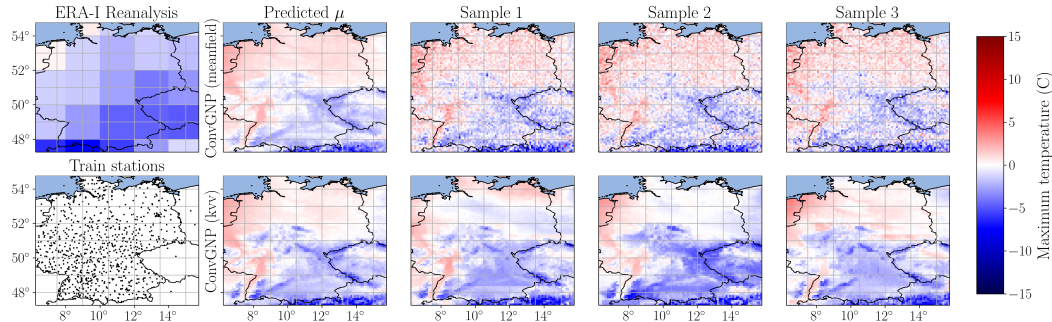 ERA-I Reanalysis
Predicted μ
Sample 1
Sample 2
Sample 3
54°
52°
50°
48°
ConvGNP (meanfield)
Train stations
54°
52°
50°
48°
8° 10° 12° 14°
ConvGNP (kvv)
8° 10° 12° 14°
8° 10° 12° 14°
8° 10° 12° 14°
8° 10° 12° 14°
15
10
5
0
−5
−10
−15
Maximum temperature (C)